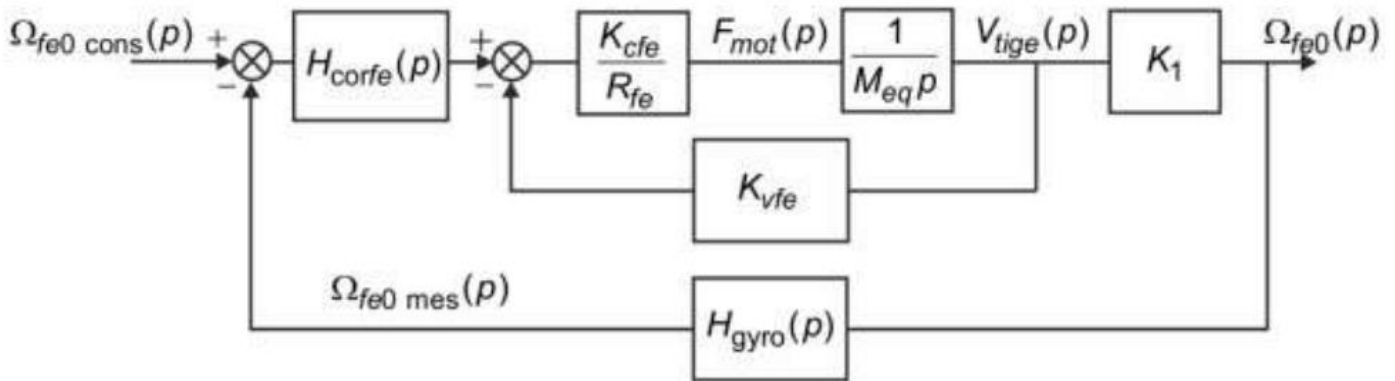 Ω_fe0 cons(p) + − H_corfe(p) + − K_cfe / R_fe F_mot(p) 1 / M_eq p V_tige(p) K_1 Ω_fe0(p)
K_vfe
Ω_fe0 mes(p)
H_gyro(p)